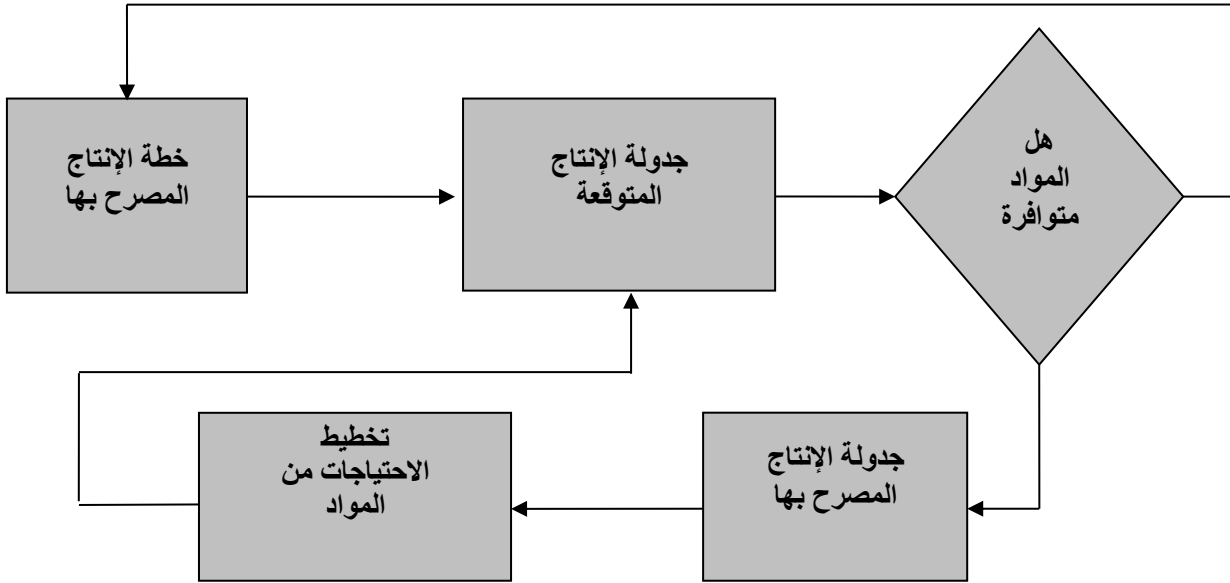 خطة الإنتاج
المصرح بها
جدولة الإنتاج
المتوقعة
هل
المواد
متوافرة
تخطيط
الاحتياجات من
المواد
جدولة الإنتاج
المصرح بها